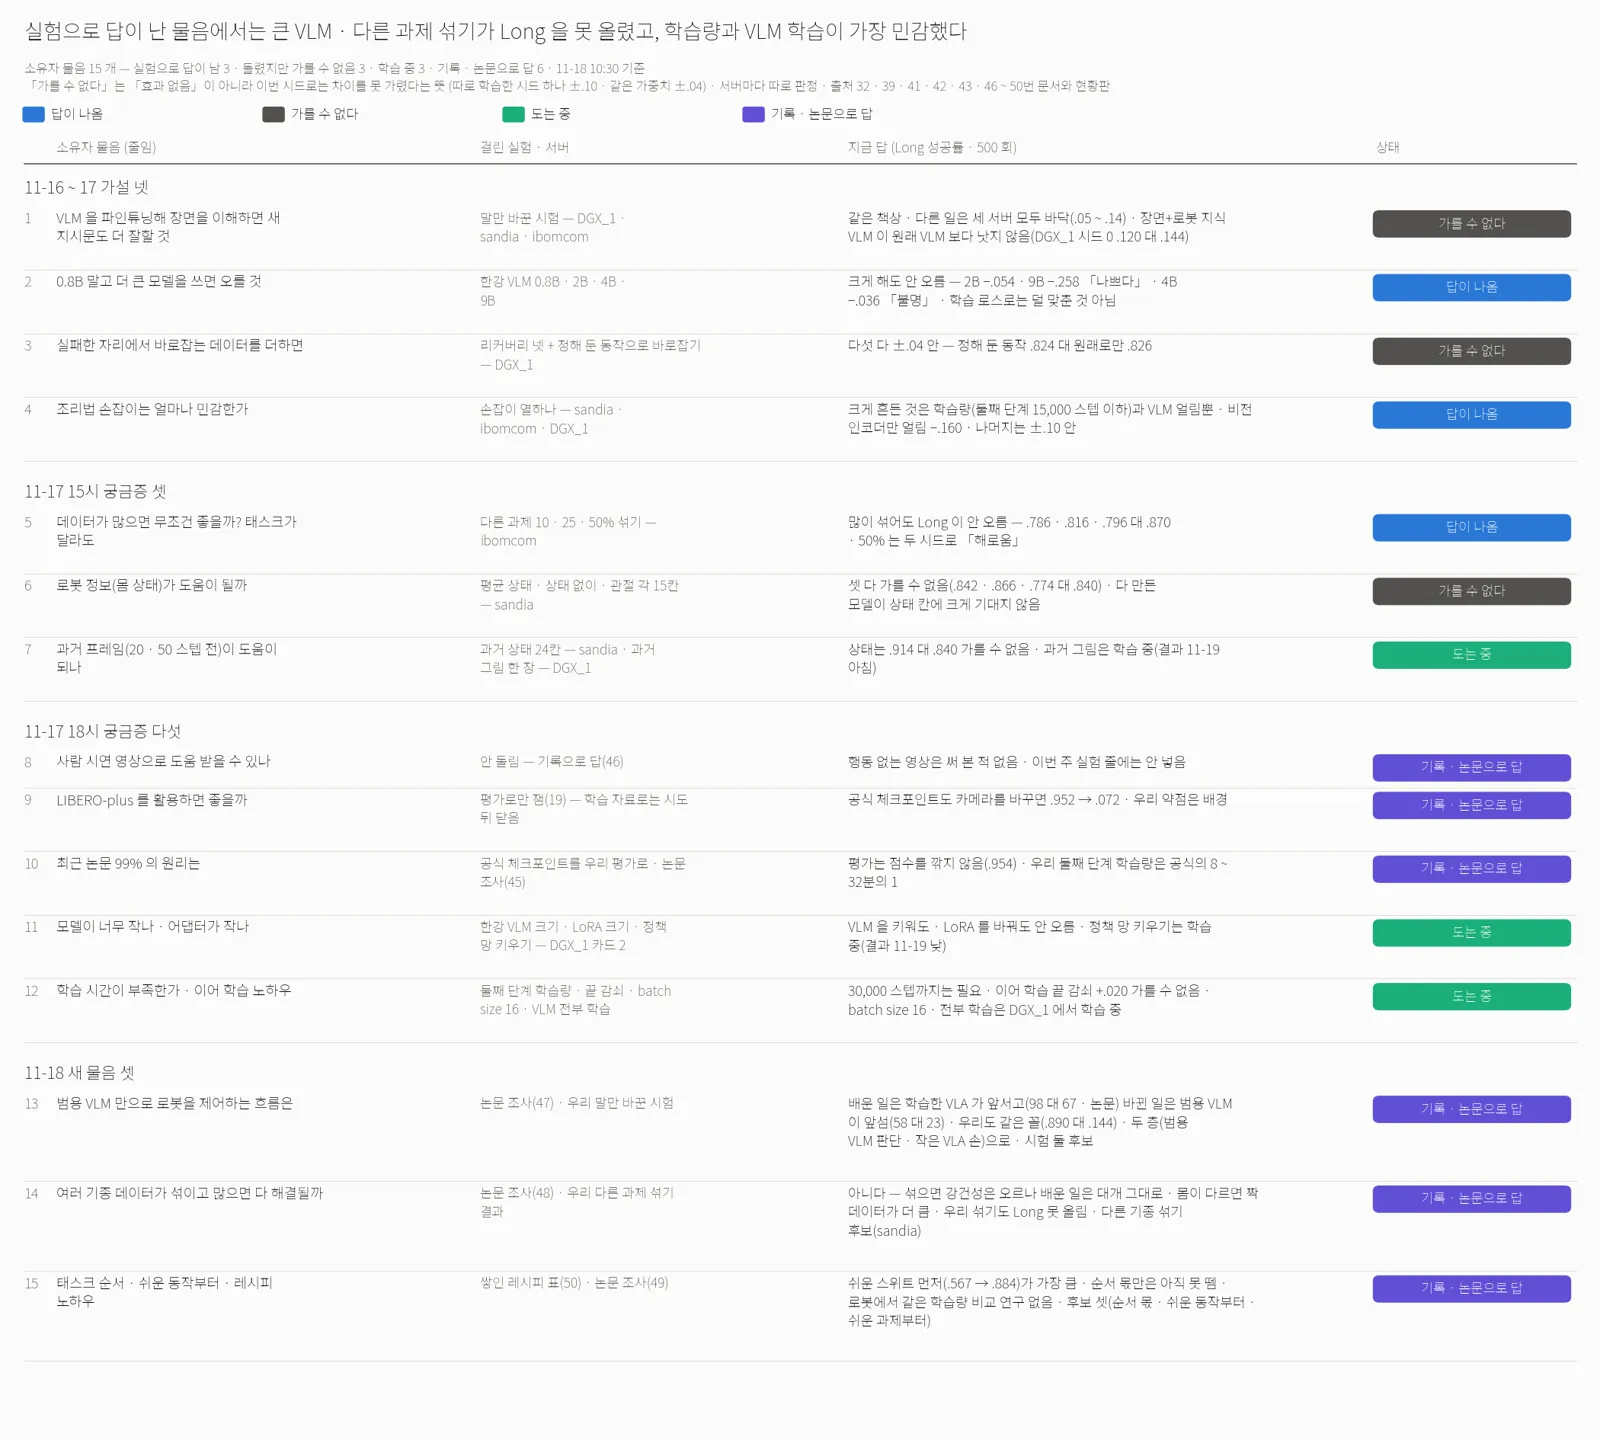 실험으로 답이 난 물음에서는 큰 VLM · 다른 과제 섞기가 Long 을 못 올렸고, 학습량과 VLM 학습이 가장 민감했다
소유자 물음 15 개 — 실험으로 답이 남 3 · 돌렸지만 가를 수 없음 3 · 학습 중 3 · 기록 · 논문으로 답 6 · 11-18 10:30 기준
「가를 수 없다」는 「효과 없음」이 아니라 이번 시드로는 차이를 못 가렸다는 뜻 (따로 학습한 시드 하나 ±.10 · 같은 가중치 ±.04) · 서버마다 따로 판정 · 출처 32 · 39 · 41 · 42 · 43 · 46 ~ 50번 문서와 현황판
답이 나옴
가를 수 없다
도는 중
기록 · 논문으로 답
소유자 물음 (줄임)
걸린 실험 · 서버
지금 답 (Long 성공률 · 500 회)
상태
11-16 ~ 17 가설 넷
1
VLM 을 파인튜닝해 장면을 이해하면 새
지시문도 더 잘할 것
말만 바꾼 시험 — DGX_1 ·
sandia · ibomcom
같은 책상 · 다른 일은 세 서버 모두 바닥(.05 ~ .14) · 장면+로봇 지식
VLM 이 원래 VLM 보다 낫지 않음(DGX_1 시드 0 .120 대 .144)
가를 수 없다
2
0.8B 말고 더 큰 모델을 쓰면 오를 것
한강 VLM 0.8B · 2B · 4B ·
9B
크게 해도 안 오름 — 2B −.054 · 9B −.258 「나쁘다」 · 4B
−.036 「불명」 · 학습 로스로는 덜 맞춘 것 아님
답이 나옴
3
실패한 자리에서 바로잡는 데이터를 더하면
리커버리 넷 + 정해 둔 동작으로 바로잡기
— DGX_1
다섯 다 ±.04 안 — 정해 둔 동작 .824 대 원래로만 .826
가를 수 없다
4
조리법 손잡이는 얼마나 민감한가
손잡이 열하나 — sandia ·
ibomcom · DGX_1
크게 흔든 것은 학습량(둘째 단계 15,000 스텝 이하)과 VLM 얼림뿐 · 비전
인코더만 얼림 −.160 · 나머지는 ±.10 안
답이 나옴
11-17 15시 궁금증 셋
5
데이터가 많으면 무조건 좋을까? 태스크가
달라도
다른 과제 10 · 25 · 50% 섞기 —
ibomcom
많이 섞어도 Long 이 안 오름 — .786 · .816 · .796 대 .870
· 50% 는 두 시드로 「해로움」
답이 나옴
6
로봇 정보(몸 상태)가 도움이 될까
평균 상태 · 상태 없이 · 관절 각 15칸
— sandia
셋 다 가를 수 없음(.842 · .866 · .774 대 .840) · 다 만든
모델이 상태 칸에 크게 기대지 않음
가를 수 없다
7
과거 프레임(20 · 50 스텝 전)이 도움이
되나
과거 상태 24칸 — sandia · 과거
그림 한 장 — DGX_1
상태는 .914 대 .840 가를 수 없음 · 과거 그림은 학습 중(결과 11-19
아침)
도는 중
11-17 18시 궁금증 다섯
8
사람 시연 영상으로 도움 받을 수 있나
안 돌림 — 기록으로 답(46)
행동 없는 영상은 써 본 적 없음 · 이번 주 실험 줄에는 안 넣음
기록 · 논문으로 답
9
LIBERO-plus 를 활용하면 좋을까
평가로만 잼(19) — 학습 자료로는 시도
뒤 닫음
공식 체크포인트도 카메라를 바꾸면 .952 → .072 · 우리 약점은 배경
기록 · 논문으로 답
10
최근 논문 99% 의 원리는
공식 체크포인트를 우리 평가로 · 논문
조사(45)
평가는 점수를 깎지 않음(.954) · 우리 둘째 단계 학습량은 공식의 8 ~
32분의 1
기록 · 논문으로 답
11
모델이 너무 작나 · 어댑터가 작나
한강 VLM 크기 · LoRA 크기 · 정책
망 키우기 — DGX_1 카드 2
VLM 을 키워도 · LoRA 를 바꿔도 안 오름 · 정책 망 키우기는 학습
중(결과 11-19 낮)
도는 중
12
학습 시간이 부족한가 · 이어 학습 노하우
둘째 단계 학습량 · 끝 감쇠 · batch
size 16 · VLM 전부 학습
30,000 스텝까지는 필요 · 이어 학습 끝 감쇠 +.020 가를 수 없음 ·
batch size 16 · 전부 학습은 DGX_1 에서 학습 중
도는 중
11-18 새 물음 셋
13
범용 VLM 만으로 로봇을 제어하는 흐름은
논문 조사(47) · 우리 말만 바꾼 시험
배운 일은 학습한 VLA 가 앞서고(98 대 67 · 논문) 바뀐 일은 범용 VLM
이 앞섬(58 대 23) · 우리도 같은 꼴(.890 대 .144) · 두 층(범용
VLM 판단 · 작은 VLA 손)으로 · 시험 둘 후보
기록 · 논문으로 답
14
여러 기종 데이터가 섞이고 많으면 다 해결될까
논문 조사(48) · 우리 다른 과제 섞기
결과
아니다 — 섞으면 강건성은 오르나 배운 일은 대개 그대로 · 몸이 다르면 짝
데이터가 더 큼 · 우리 섞기도 Long 못 올림 · 다른 기종 섞기
후보(sandia)
기록 · 논문으로 답
15
태스크 순서 · 쉬운 동작부터 · 레시피
노하우
쌓인 레시피 표(50) · 논문 조사(49)
쉬운 스위트 먼저(.567 → .884)가 가장 큼 · 순서 몫만은 아직 못 뗌 ·
로봇에서 같은 학습량 비교 연구 없음 · 후보 셋(순서 몫 · 쉬운 동작부터 ·
쉬운 과제부터)
기록 · 논문으로 답